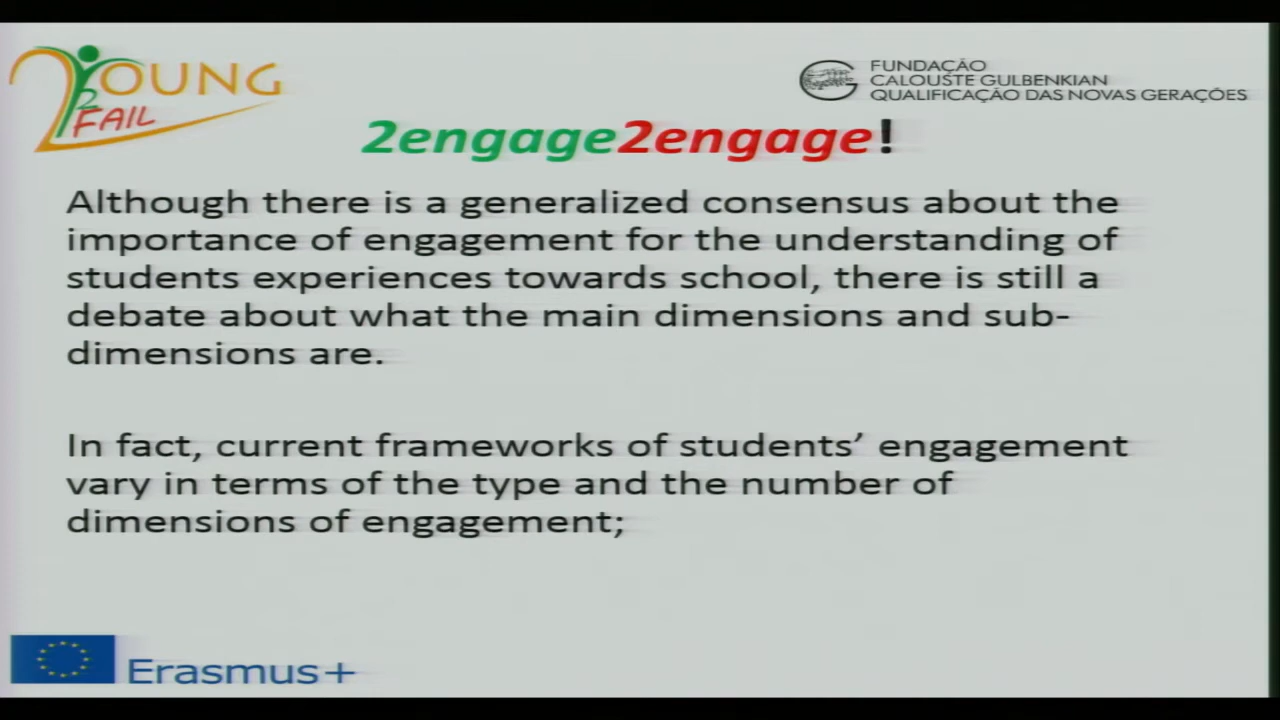 2YOUNG
2
FAIL
FUNDAÇÃO
CALOUSTE GULBENKIAN
QUALIFICAÇÃO DAS NOVAS GERAÇÕES
2engage2engage!
Although there is a generalized consensus about the
importance of engagement for the understanding of
students experiences towards school, there is still a
debate about what the main dimensions and sub-
dimensions are.
In fact, current frameworks of students’ engagement
vary in terms of the type and the number of
dimensions of engagement;
Erasmus+